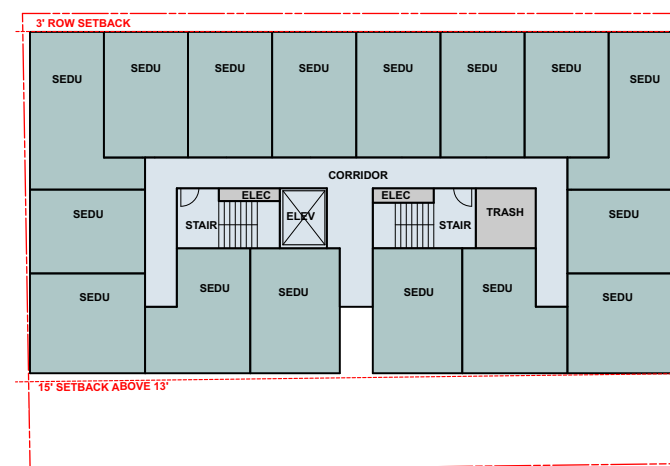 3' ROW SETBACK
SEDU
SEDU
SEDU
SEDU
SEDU
SEDU
SEDU
SEDU
CORRIDOR
ELEC
ELEC
SEDU
STAIR
ELEV
STAIR
TRASH
SEDU
SEDU
SEDU
SEDU
SEDU
SEDU
SEDU
15' SETBACK ABOVE 13'